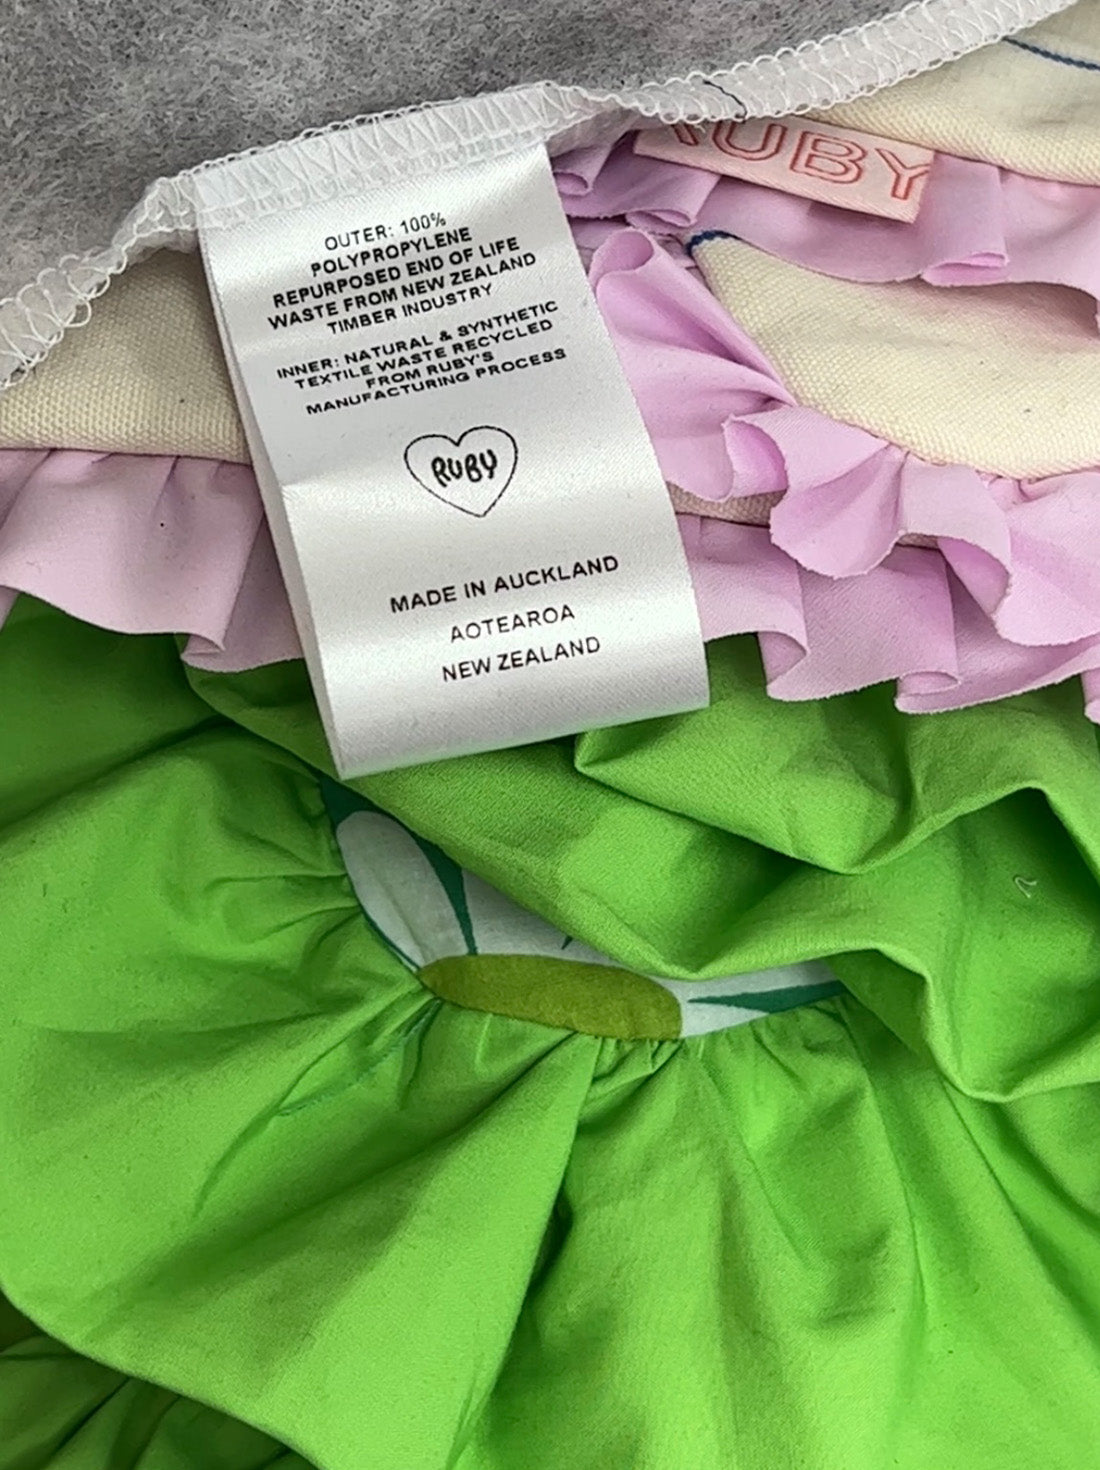 RUBY
OUTER: 100%
POLYPROPYLENE
REPURPOSED END OF LIFE
WASTE FROM NEW ZEALAND
TIMBER INDUSTRY
INNER: NATURAL & SYNTHETIC
TEXTILE WASTE RECYCLED
FROM RUBY'S
MANUFACTURING PROCESS
RUBY
MADE IN AUCKLAND
AOTEAROA
NEW ZEALAND